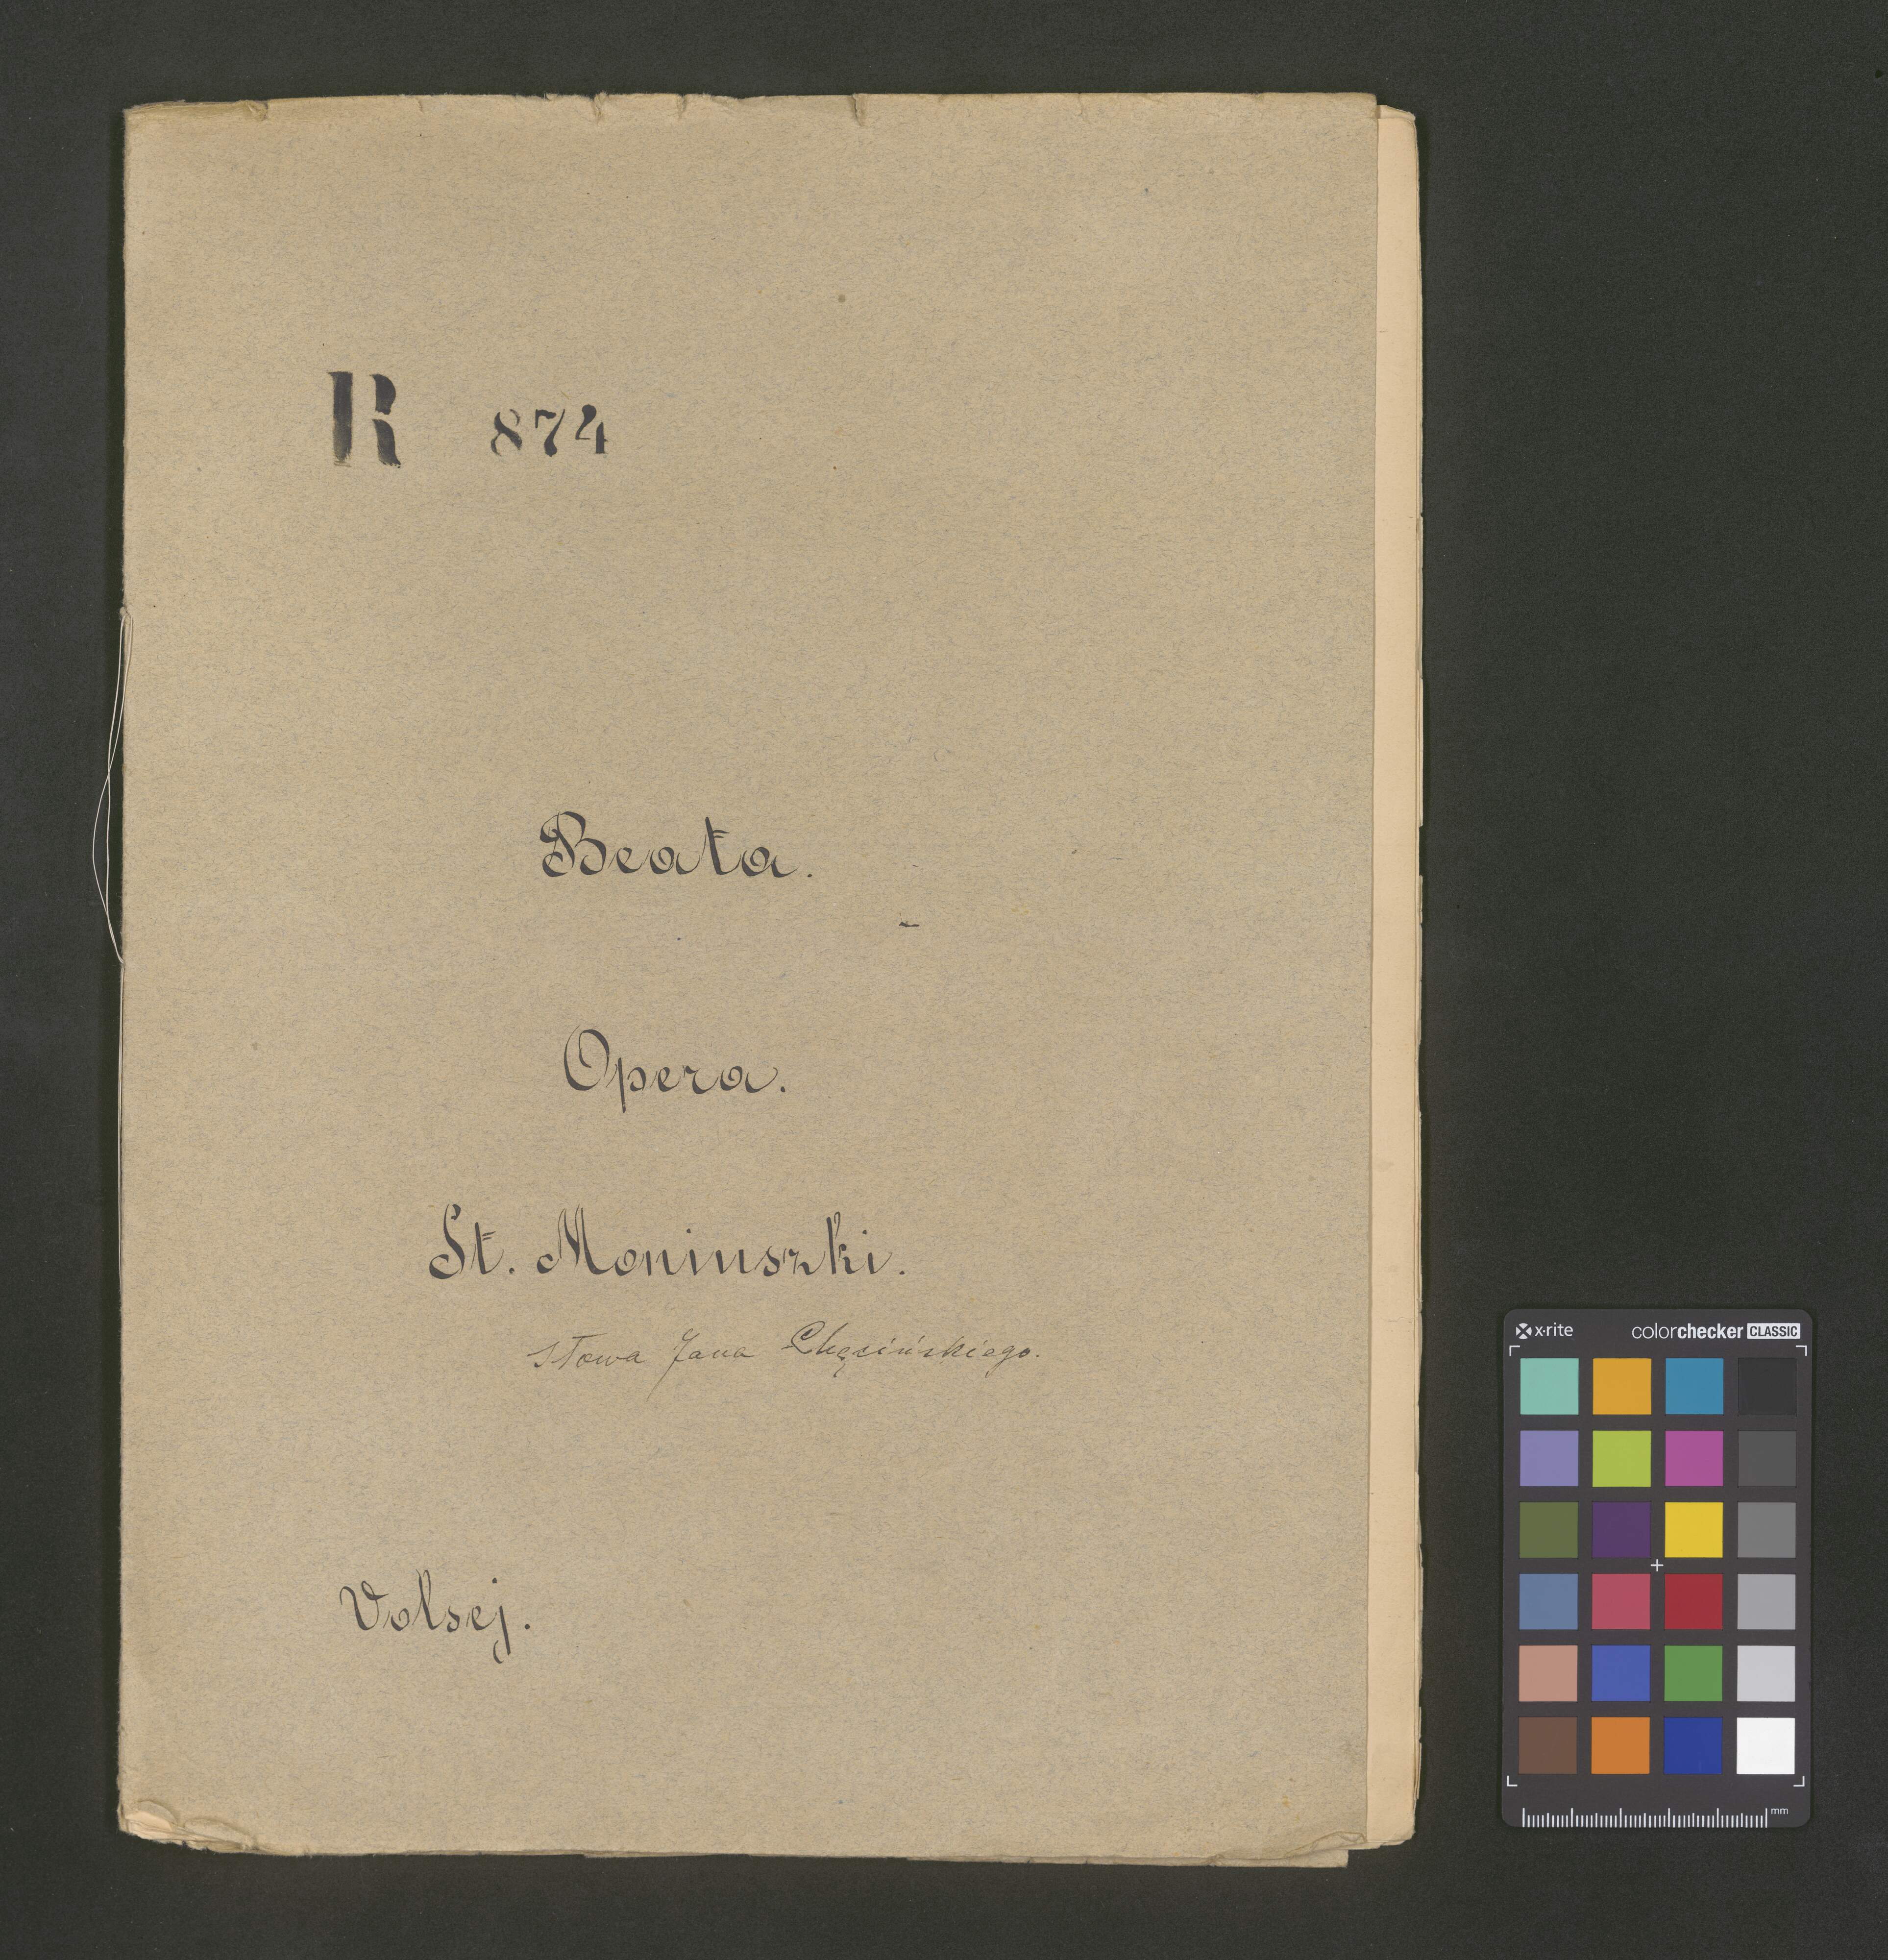 R 874
Beata.
Opera.
St. Moniuszki.
słowa Jana Chęcińskiego.
Volsej.
x·rite colorchecker CLASSIC
mm